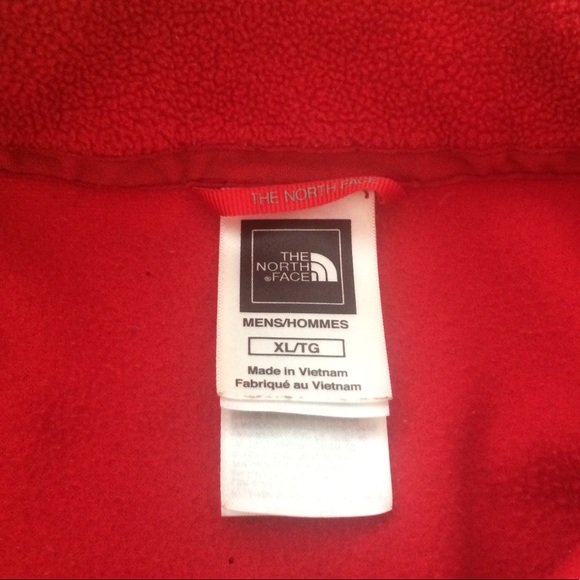 THE NORTH FACE
THE
NORTH
®FACE
MENS/HOMMES
XL/TG
Made in Vietnam
Fabriqué au Vietnam